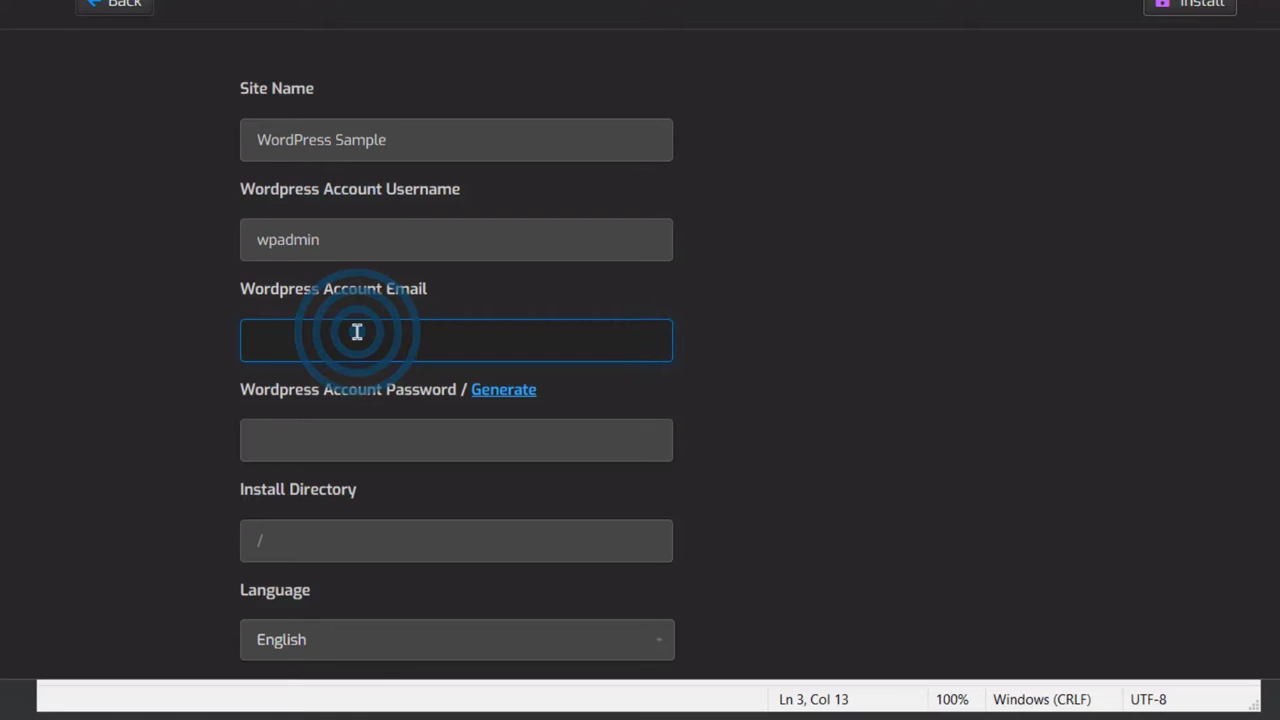 Back
Install
Site Name
WordPress Sample
Wordpress Account Username
wpadmin
Wordpress Account Email
Wordpress Account Password / Generate
Install Directory
/
Language
English
Ln 3, Col 13 100% Windows (CRLF) UTF-8